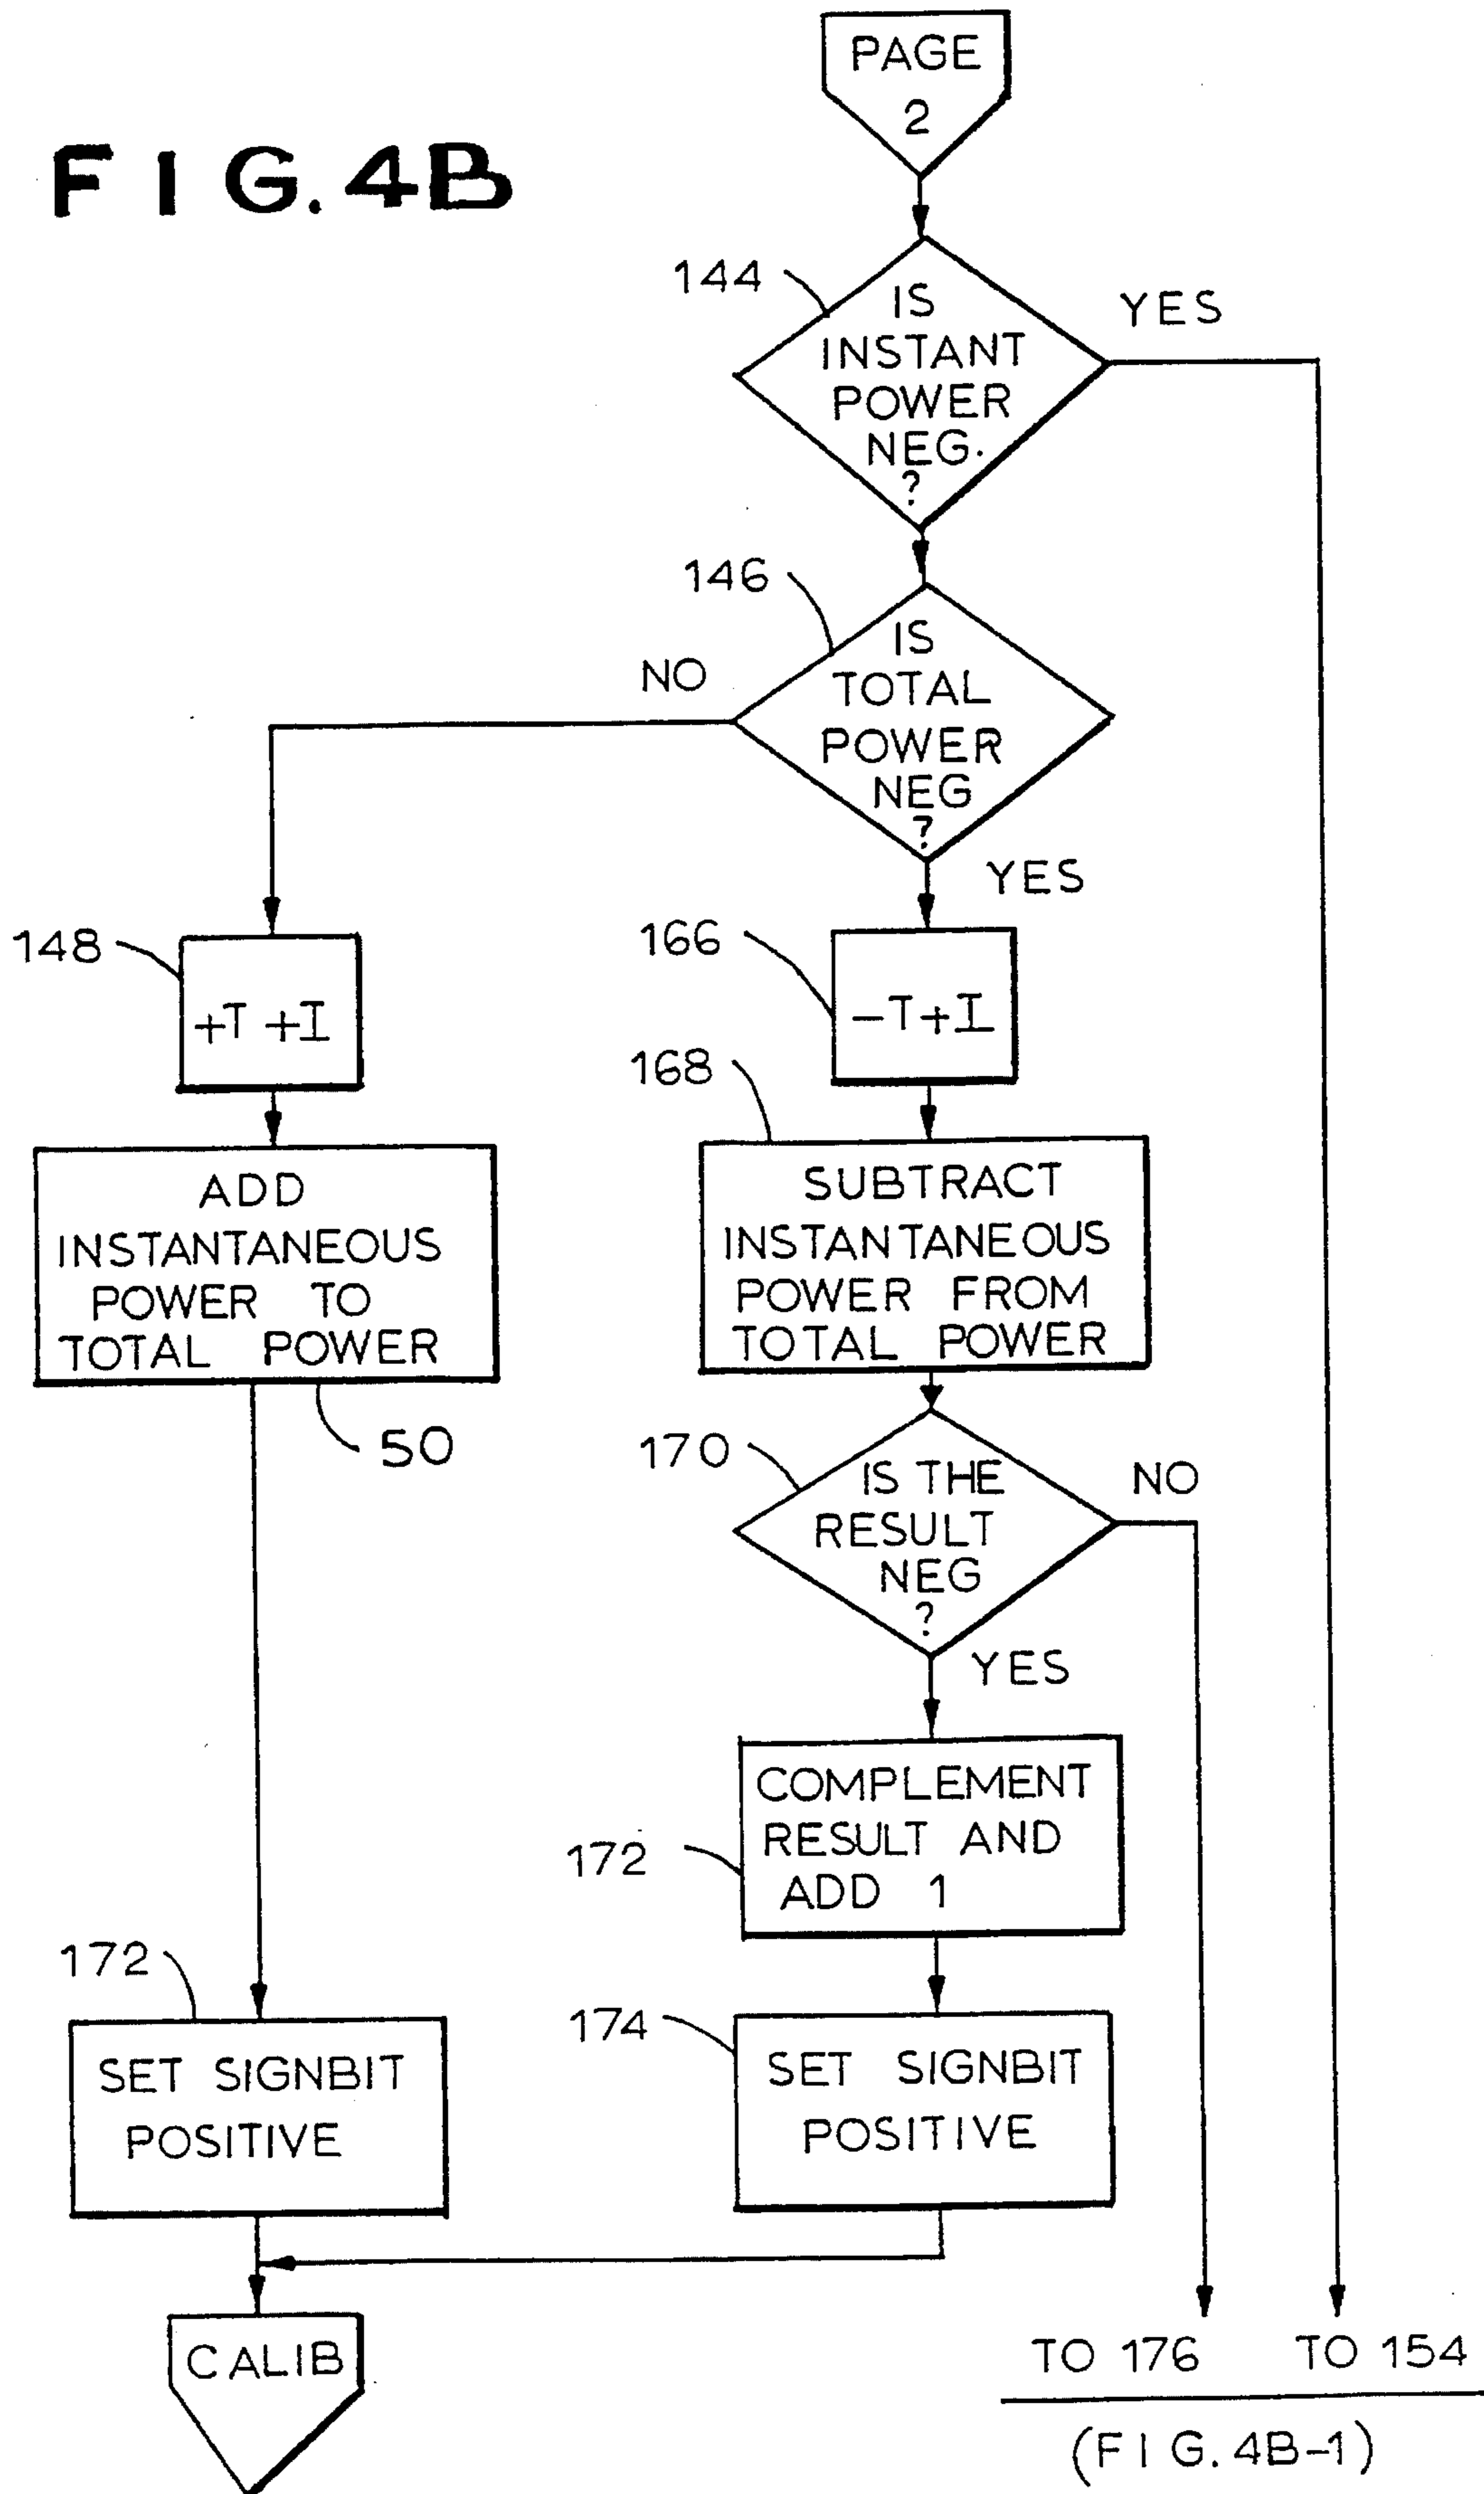 PAGE
2
FIG.4B
144
IS
INSTANT
POWER
NEG.
?
YES
146
IS
TOTAL
POWER
NEG
?
NO
YES
148
+T +I
166
-T+I
168
ADD
INSTANTANEOUS
POWER TO
TOTAL POWER
50
SUBTRACT
INSTANTANEOUS
POWER FROM
TOTAL POWER
170
IS THE
RESULT
NEG
?
NO
YES
172
COMPLEMENT
RESULT AND
ADD 1
172
SET SIGNBIT
POSITIVE
174
SET SIGNBIT
POSITIVE
CALIB
TO 176
TO 154
(FIG.4B-1)